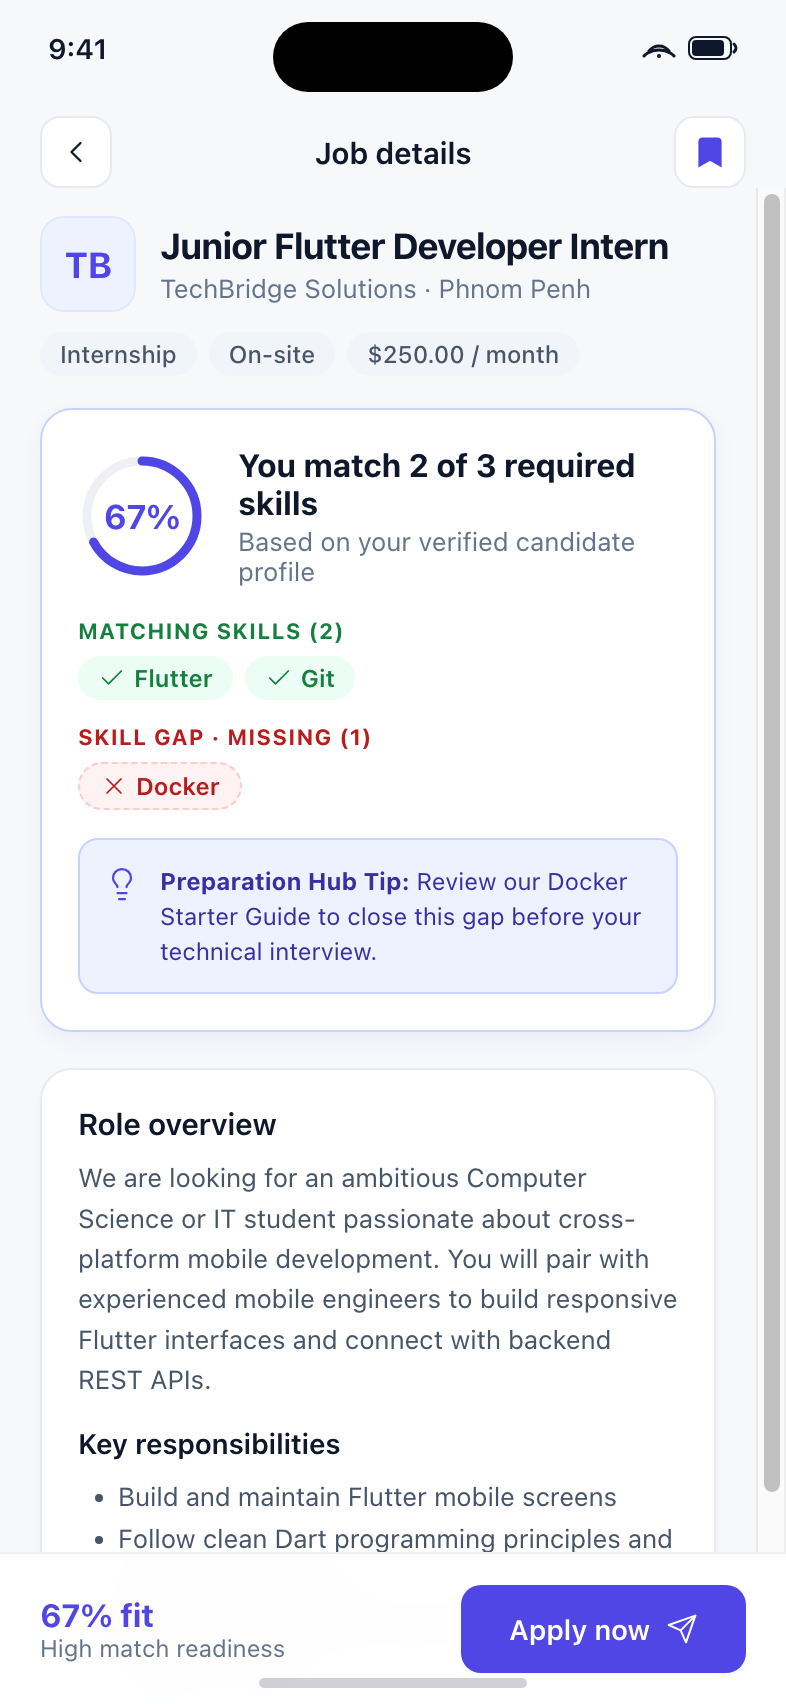 9:41
Job details
TB
Junior Flutter Developer Intern
TechBridge Solutions · Phnom Penh
Internship
On-site
$250.00 / month
67%
You match 2 of 3 required
skills
Based on your verified candidate
profile
MATCHING SKILLS (2)
Flutter
Git
SKILL GAP · MISSING (1)
Docker
Preparation Hub Tip: Review our Docker
Starter Guide to close this gap before your
technical interview.
Role overview
We are looking for an ambitious Computer
Science or IT student passionate about cross-
platform mobile development. You will pair with
experienced mobile engineers to build responsive
Flutter interfaces and connect with backend
REST APIs.
Key responsibilities
• Build and maintain Flutter mobile screens
• Follow clean Dart programming principles and
67% fit
High match readiness
Apply now